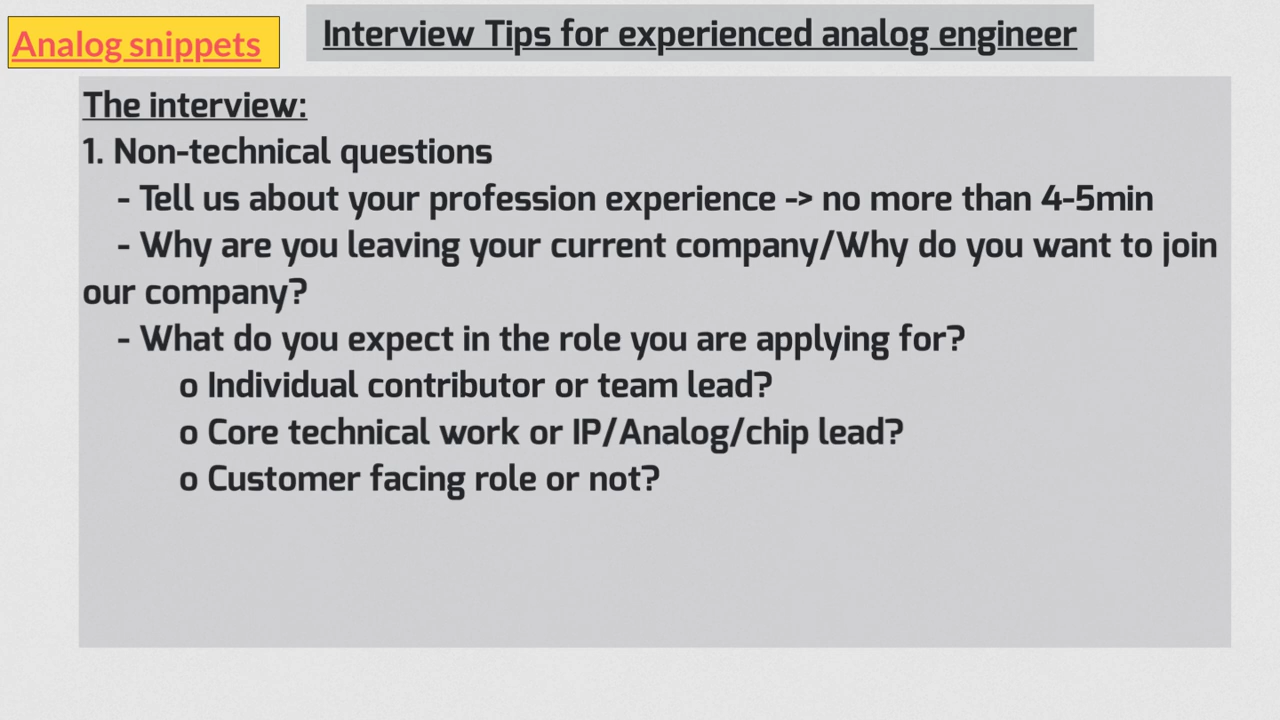 Analog snippets
Interview Tips for experienced analog engineer
The interview:
1. Non-technical questions
- Tell us about your profession experience -> no more than 4-5min
- Why are you leaving your current company/Why do you want to join
our company?
- What do you expect in the role you are applying for?
o Individual contributor or team lead?
o Core technical work or IP/Analog/chip lead?
o Customer facing role or not?